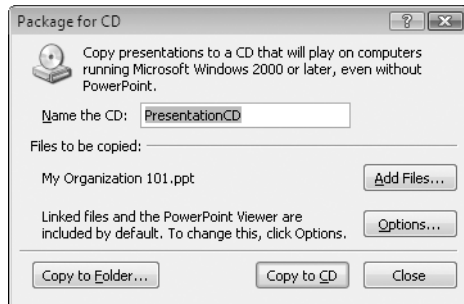 Package for CD
Copy presentations to a CD that will play on computers
running Microsoft Windows 2000 or later, even without
PowerPoint.
Name the CD: PresentationCD
Files to be copied:
My Organization 101.ppt Add Files...
Linked files and the PowerPoint Viewer are
included by default. To change this, click Options. Options...
Copy to Folder... Copy to CD Close